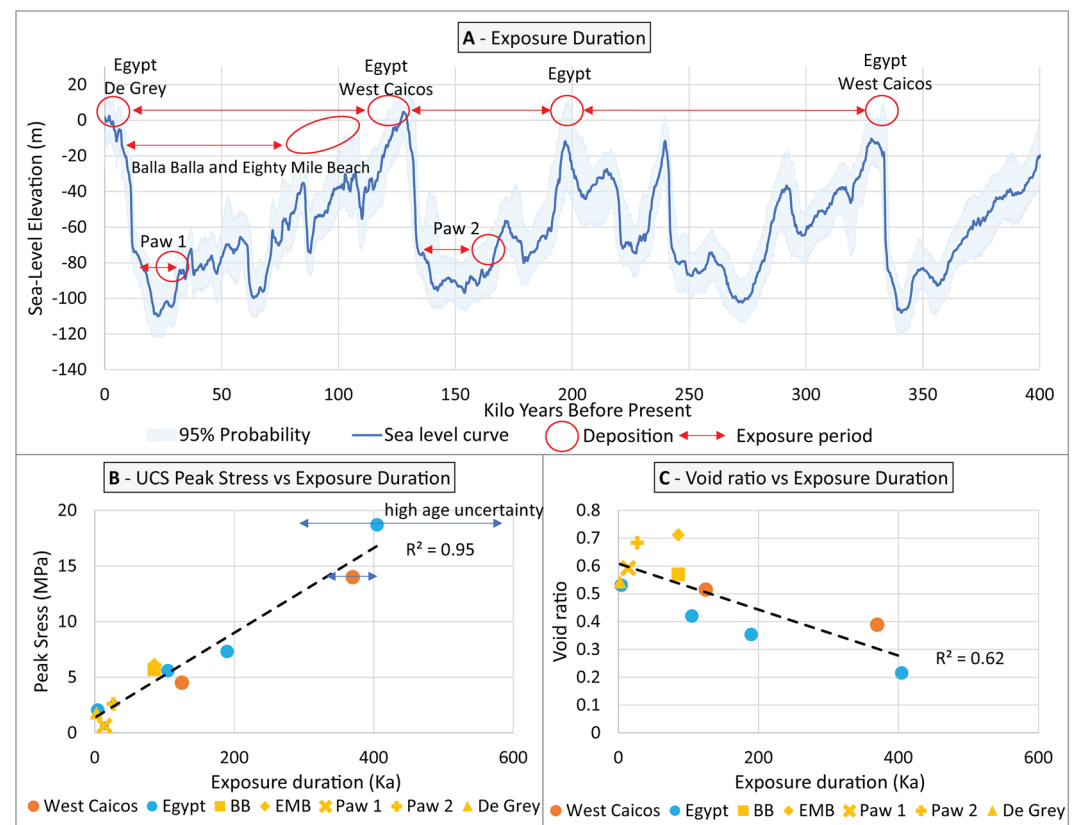 A - Exposure Duration
Egypt
De Grey
Egypt
West Caicos
Egypt
Egypt
West Caicos
Balla Balla and Eighty Mile Beach
Paw 1
Paw 2
Sea-Level Elevation (m)
20
0
-20
-40
-60
-80
-100
-120
-140
0 50 100 150 200 250 300 350 400
Kilo Years Before Present
95% Probability Sea level curve Deposition Exposure period
B - UCS Peak Stress vs Exposure Duration
high age uncertainty
R² = 0.95
Peak Sress (MPa)
20
15
10
5
0
0 200 400 600
Exposure duration (Ka)
West Caicos Egypt BB EMB Paw 1 Paw 2 De Grey
C - Void ratio vs Exposure Duration
R² = 0.62
Void ratio
0.8
0.7
0.6
0.5
0.4
0.3
0.2
0.1
0
0 200 400 600
Exposure duration (Ka)
West Caicos Egypt BB EMB Paw 1 Paw 2 De Grey